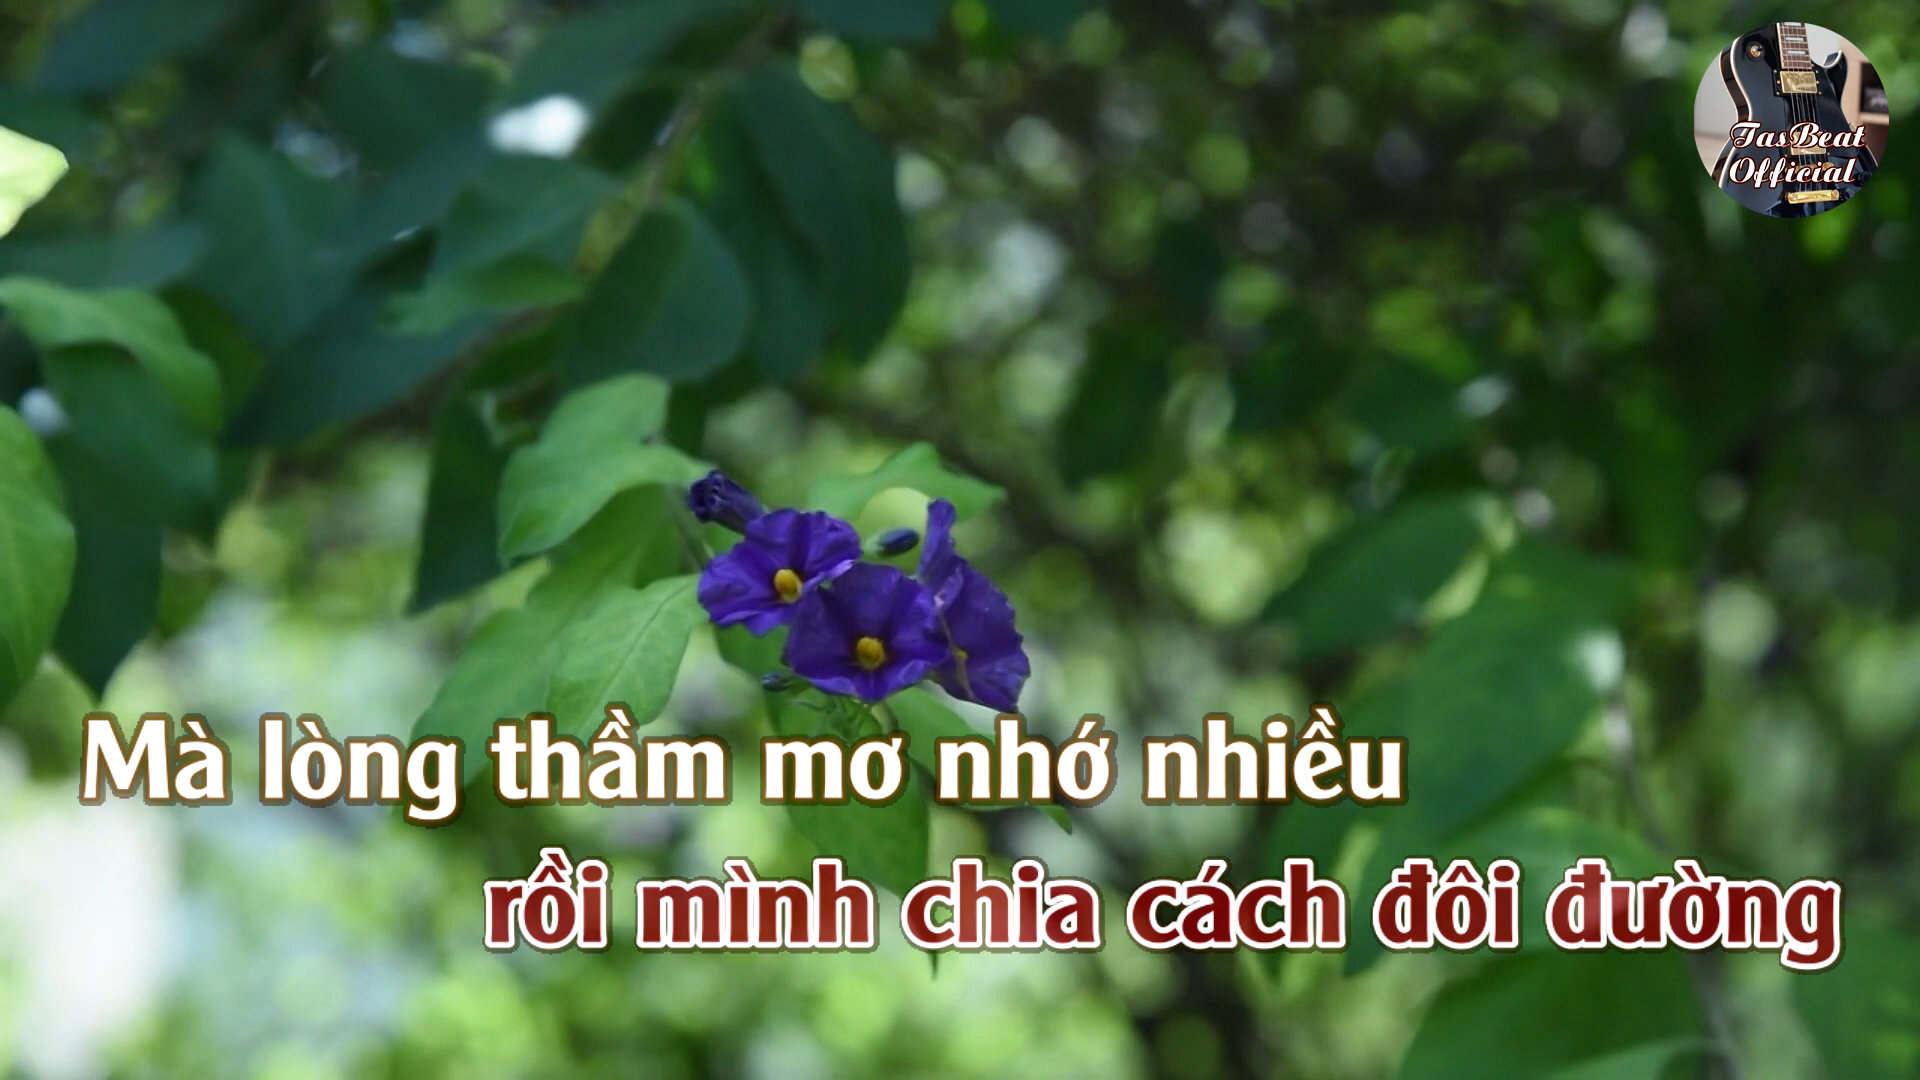 TasBeat
Official
Mà lòng thầm mơ nhớ nhiều
rồi mình chia cách đôi đường